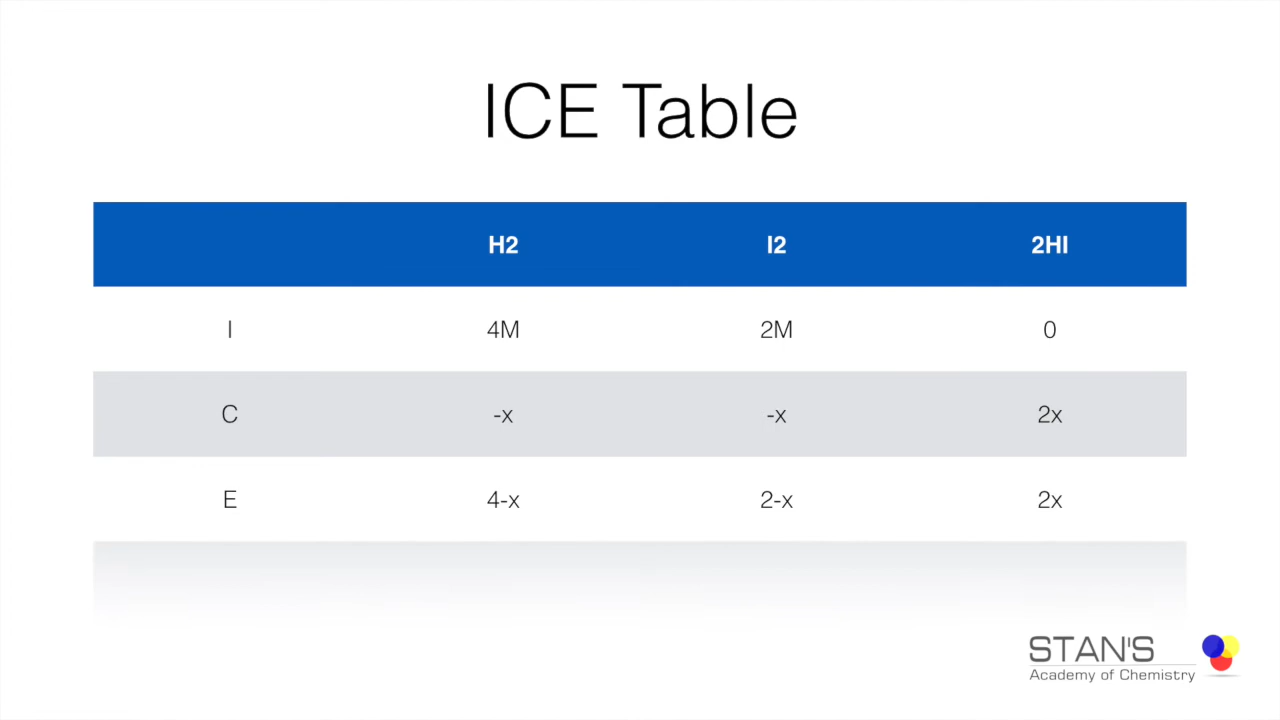 ICE Table
H2 I2 2HI
I 4M 2M 0
C -x -x 2x
E 4-x 2-x 2x
STAN'S
Academy of Chemistry